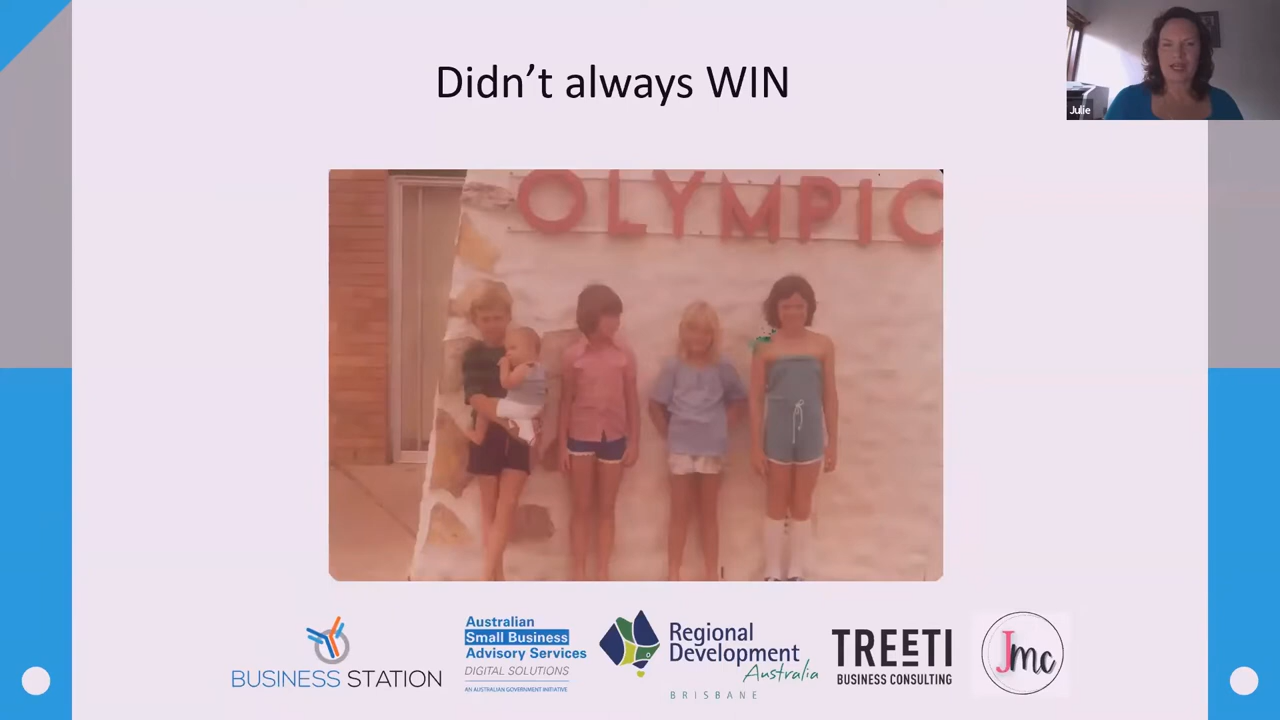 Didn’t always WIN
Julie
OLYMPIC
BUSINESS STATION
Australian
Small Business
Advisory Services
DIGITAL SOLUTIONS
AN AUSTRALIAN GOVERNMENT INITIATIVE
Regional
Development
Australia
BRISBANE
TREETI
BUSINESS CONSULTING
Jmc